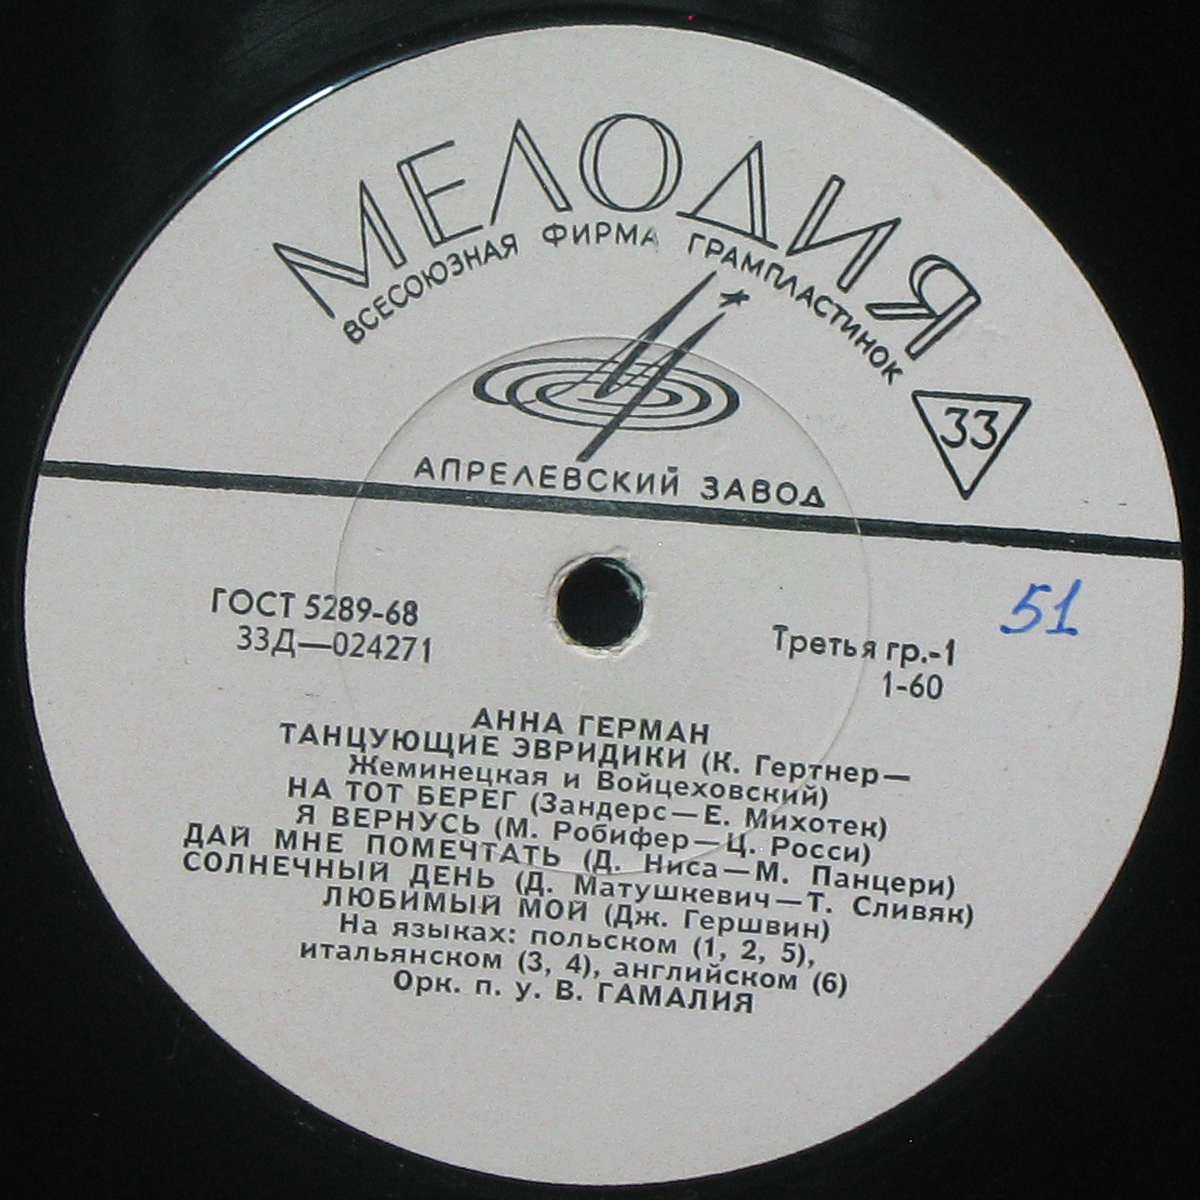 МЕЛОДИЯ
ВСЕСОЮЗНАЯ ФИРМА ГРАМПЛАСТИНОК
33
АПРЕЛЕВСКИЙ ЗАВОД
ГОСТ 5289-68
33Д—024271
51
Третья гр.-1
1-60
АННА ГЕРМАН
ТАНЦУЮЩИЕ ЭВРИДИКИ (К. Гертнер—
Жеминецкая и Войцеховский)
НА ТОТ БЕРЕГ (Зандерс—Е. Михотек)
Я ВЕРНУСЬ (М. Робифер—Ц. Росси)
ДАЙ МНЕ ПОМЕЧТАТЬ (Д. Ниса—М. Панцери)
СОЛНЕЧНЫЙ ДЕНЬ (Д. Матушкевич—Т. Сливяк)
ЛЮБИМЫЙ МОЙ (Дж. Гершвин)
На языках: польском (1, 2, 5),
итальянском (3, 4), английском (6)
Орк. п. у. В. ГАМАЛИЯ